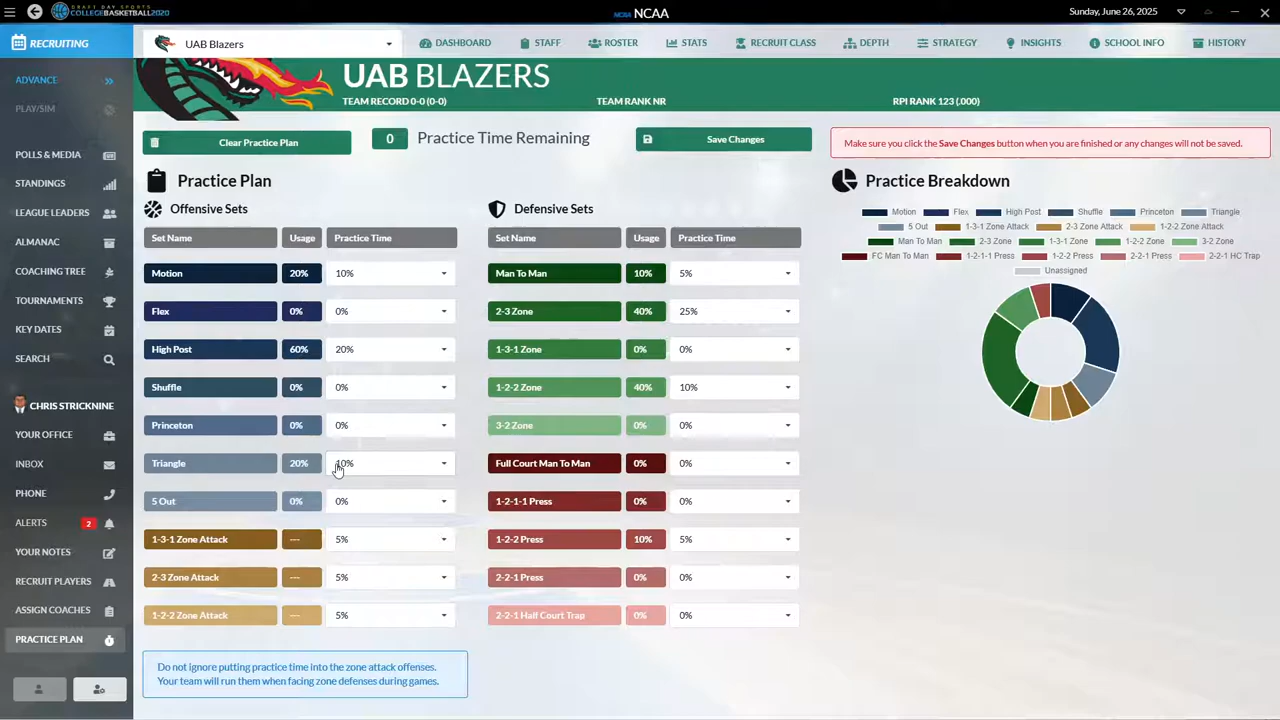 DRAFT DAY SPORTS
COLLEGE BASKETBALL 2020
NCAA NCAA
Sunday, June 26, 2025
RECRUITING
UAB Blazers
DASHBOARD
STAFF
ROSTER
STATS
RECRUIT CLASS
DEPTH
STRATEGY
INSIGHTS
SCHOOL INFO
HISTORY
ADVANCE
PLAY/SIM
POLLS & MEDIA
STANDINGS
LEAGUE LEADERS
ALMANAC
COACHING TREE
TOURNAMENTS
KEY DATES
SEARCH
CHRIS STRICKNINE
YOUR OFFICE
INBOX
PHONE
ALERTS 2
YOUR NOTES
RECRUIT PLAYERS
ASSIGN COACHES
PRACTICE PLAN
UAB BLAZERS
TEAM RECORD 0-0 (0-0)
TEAM RANK NR
RPI RANK 123 (.000)
Clear Practice Plan
0 Practice Time Remaining
Save Changes
Make sure you click the Save Changes button when you are finished or any changes will not be saved.
Practice Plan
Offensive Sets
Set Name Usage Practice Time
Motion 20% 10%
Flex 0% 0%
High Post 60% 20%
Shuffle 0% 0%
Princeton 0% 0%
Triangle 20% 10%
5 Out 0% 0%
1-3-1 Zone Attack --- 5%
2-3 Zone Attack --- 5%
1-2-2 Zone Attack --- 5%
Defensive Sets
Set Name Usage Practice Time
Man To Man 10% 5%
2-3 Zone 40% 25%
1-3-1 Zone 0% 0%
1-2-2 Zone 40% 10%
3-2 Zone 0% 0%
Full Court Man To Man 0% 0%
1-2-1-1 Press 0% 0%
1-2-2 Press 10% 5%
2-2-1 Press 0% 0%
2-2-1 Half Court Trap 0% 0%
Do not ignore putting practice time into the zone attack offenses.
Your team will run them when facing zone defenses during games.
Practice Breakdown
Motion Flex High Post Shuffle Princeton Triangle
5 Out 1-3-1 Zone Attack 2-3 Zone Attack 1-2-2 Zone Attack
Man To Man 2-3 Zone 1-3-1 Zone 1-2-2 Zone 3-2 Zone
FC Man To Man 1-2-1-1 Press 1-2-2 Press 2-2-1 Press 2-2-1 HC Trap
Unassigned